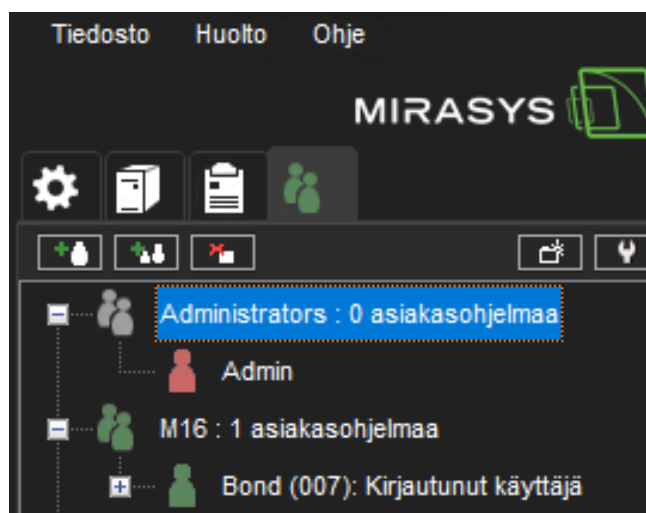 Tiedosto Huolto Ohje
MIRASYS
Administrators : 0 asiakasohjelmaa
Admin
M16 : 1 asiakasohjelmaa
Bond (007): Kirjautunut käyttäjä